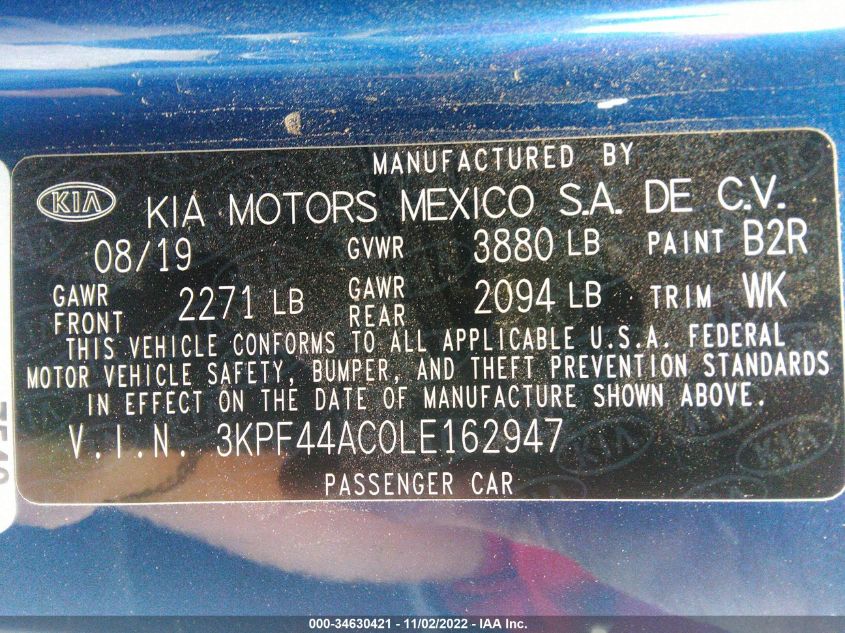 MANUFACTURED BY
KIA KIA MOTORS MEXICO S.A. DE C.V.
08/19 GVWR 3880 LB PAINT B2R
GAWR FRONT 2271 LB GAWR REAR 2094 LB TRIM WK
THIS VEHICLE CONFORMS TO ALL APPLICABLE U.S.A. FEDERAL
MOTOR VEHICLE SAFETY, BUMPER, AND THEFT PREVENTION STANDARDS
IN EFFECT ON THE DATE OF MANUFACTURE SHOWN ABOVE.
V.I.N. 3KPF44AC0LE162947
PASSENGER CAR
000-34630421 - 11/02/2022 - IAA Inc.